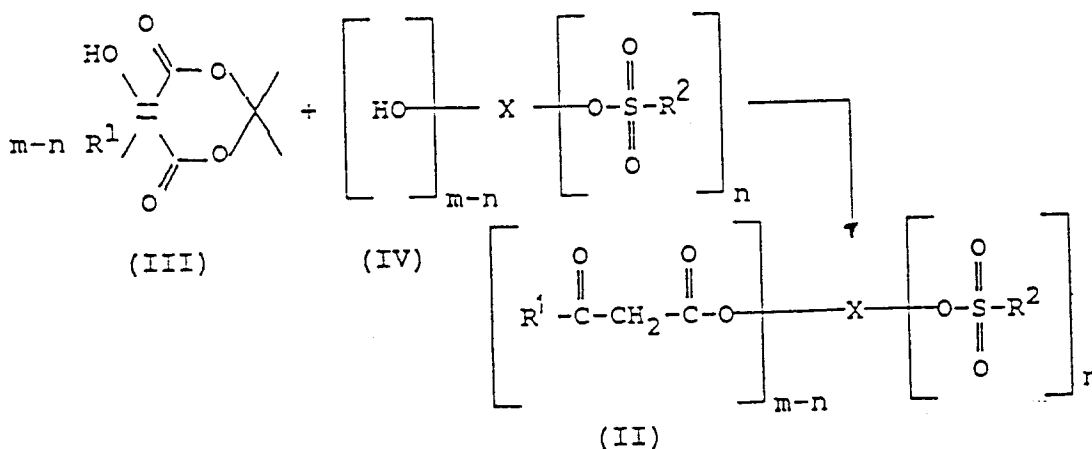 O
HO
O
m-n R¹
O
O
(III)
+
HO
m-n
X
O
O-S-R²
O
n
(IV)
O O
R¹-C-CH₂-C-O
m-n
X
O
O-S-R²
O
n
(II)